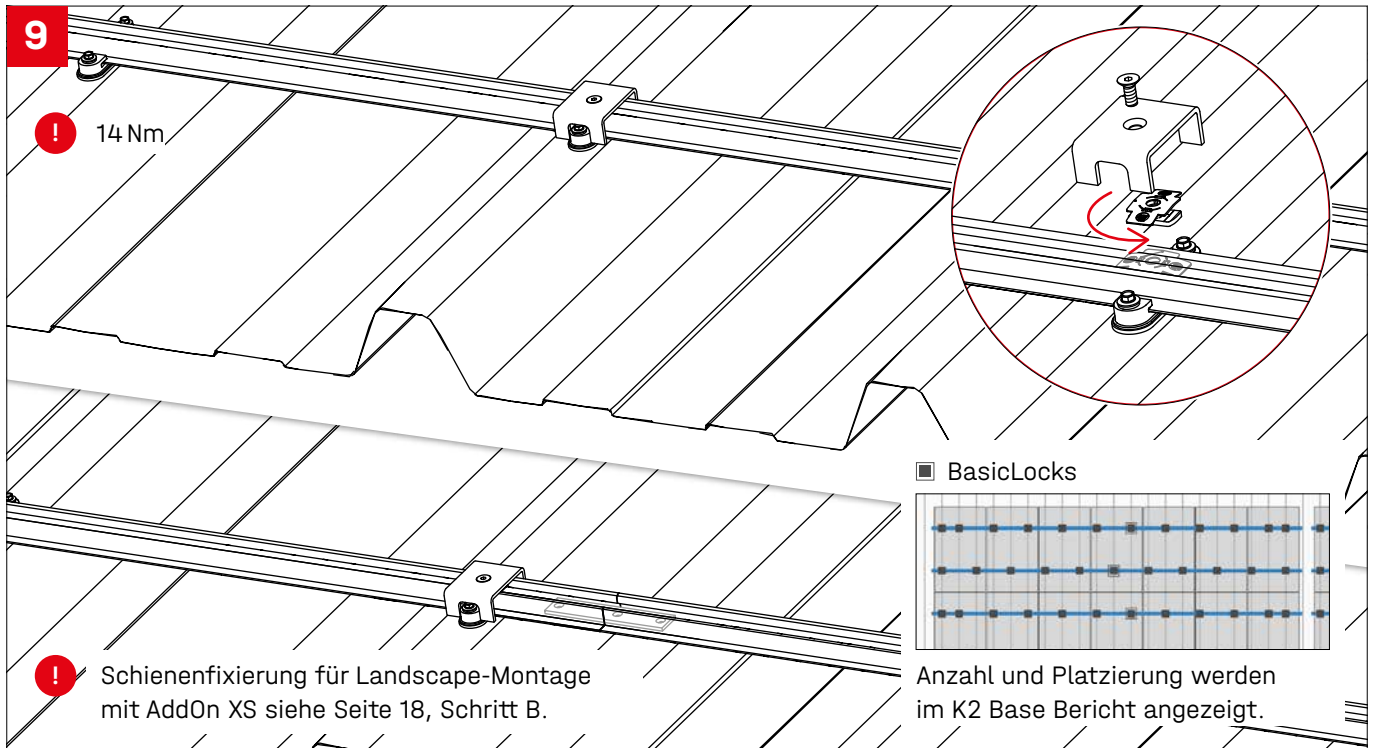 9
! 14 Nm
BasicLocks
! Schienenfixierung für Landscape-Montage
mit AddOn XS siehe Seite 18, Schritt B.
Anzahl und Platzierung werden
im K2 Base Bericht angezeigt.